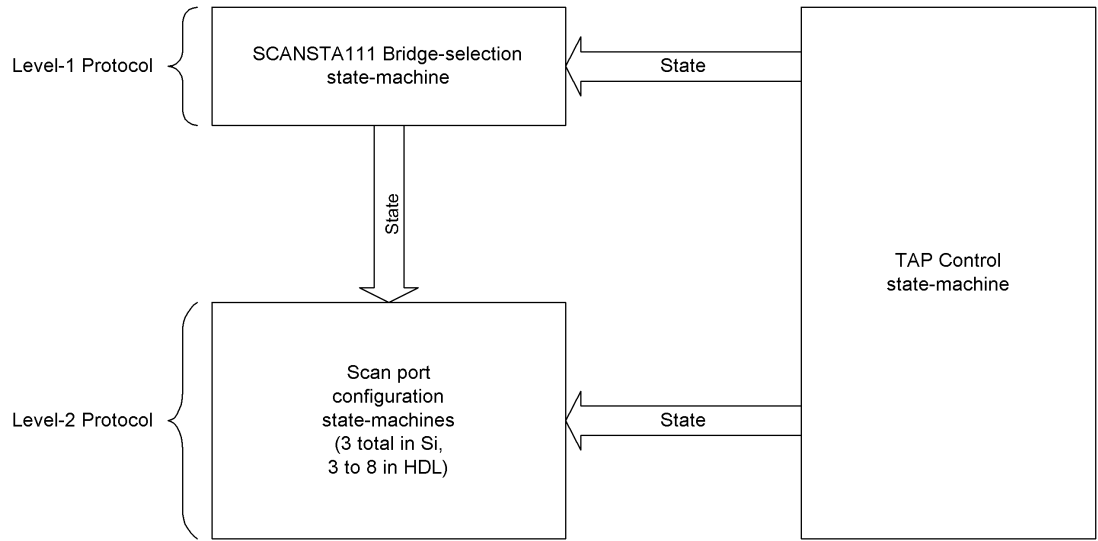 Level-1 Protocol
SCANSTA111 Bridge-selection
state-machine
State
State
TAP Control
state-machine
Level-2 Protocol
Scan port
configuration
state-machines
(3 total in Si,
3 to 8 in HDL)
State